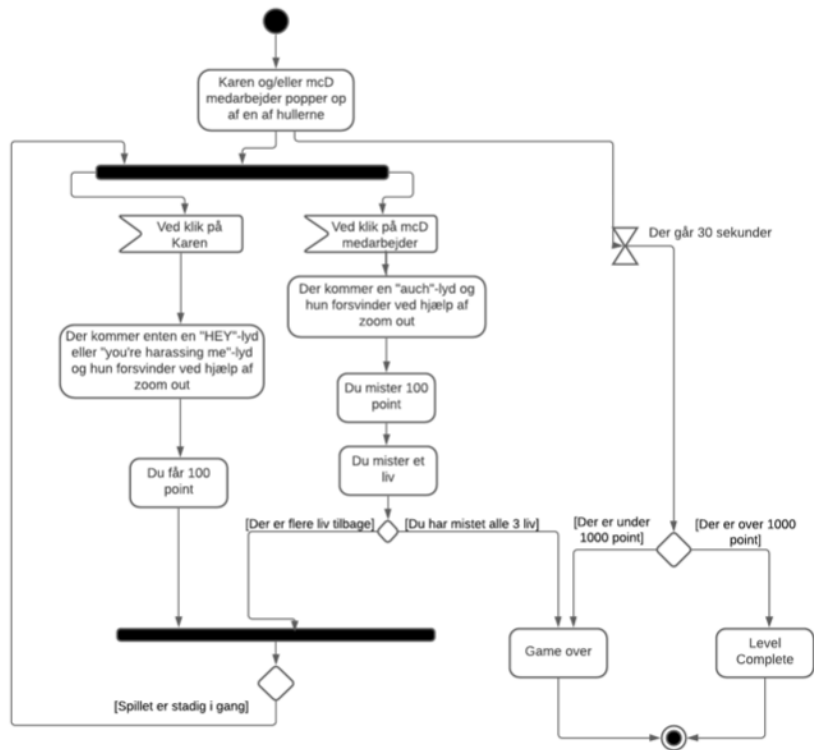 Karen og/eller mcD
medarbejder popper op
af en af hullerne
Ved klik på
Karen
Ved klik på mcD
medarbejder
Der går 30 sekunder
Der kommer en "auch"-lyd og
hun forsvinder ved hjælp af
zoom out
Der kommer enten en "HEY"-lyd
eller "you're harassing me"-lyd
og hun forsvinder ved hjælp af
zoom out
Du mister 100
point
Du mister et
liv
Du får 100
point
[Der er flere liv tilbage]
[Du har mistet alle 3 liv]
[Der er under
1000 point]
[Der er over 1000
point]
Game over
Level
Complete
[Spillet er stadig i gang]